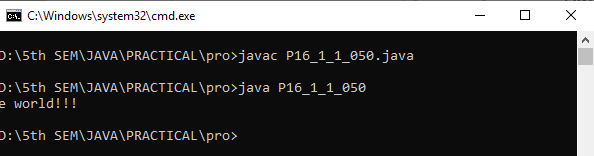 C:\Windows\system32\cmd.exe
D:\5th SEM\JAVA\PRACTICAL\pro>javac P16_1_1_050.java
D:\5th SEM\JAVA\PRACTICAL\pro>java P16_1_1_050
e world!!!
D:\5th SEM\JAVA\PRACTICAL\pro>